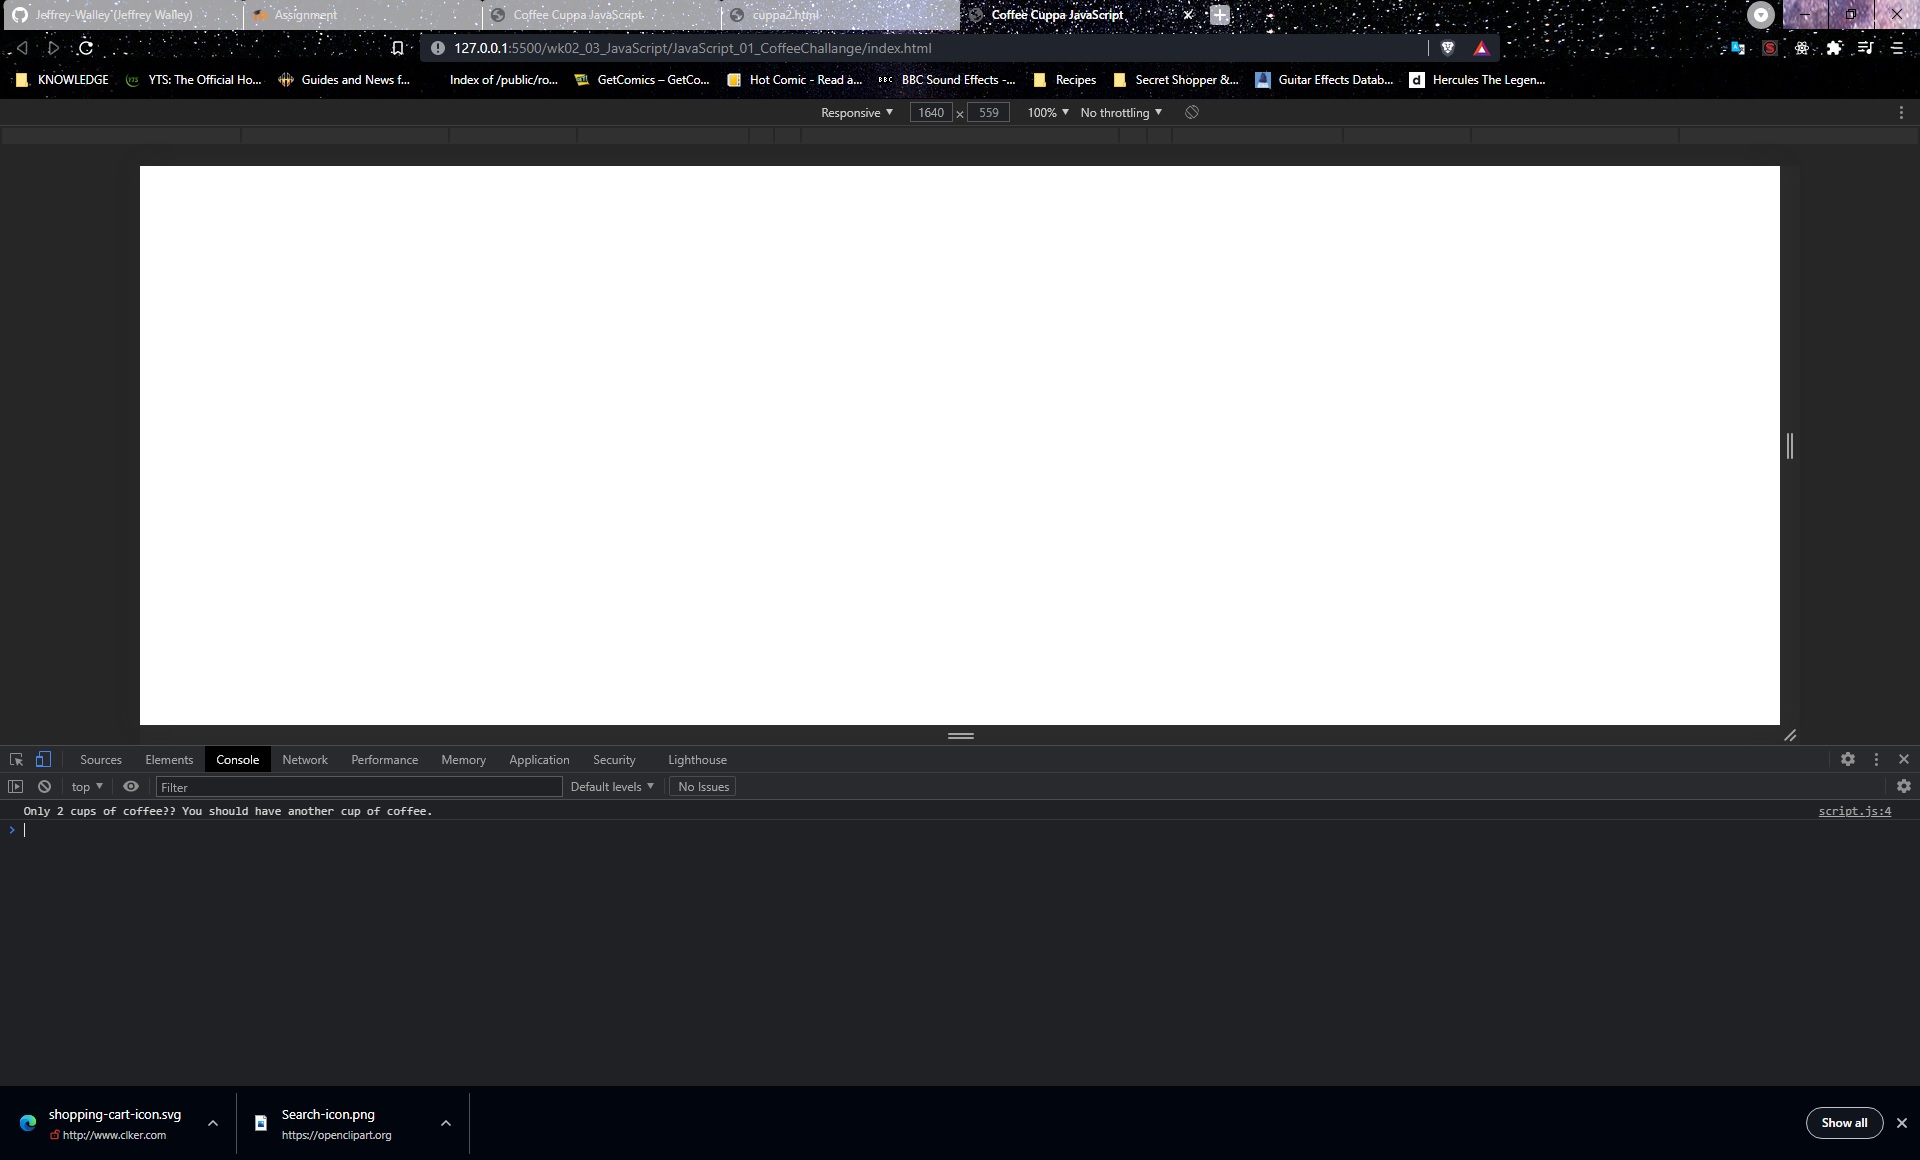 Jeffrey-Walley (Jeffrey Walley)
Assignment
Coffee Cuppa JavaScript
cuppa2.html
Coffee Cuppa JavaScript
127.0.0.1:5500/wk02_03_JavaScript/JavaScript_01_CoffeeChallange/index.html
KNOWLEDGE
YTS: The Official Ho...
Guides and News f...
Index of /public/ro...
GetComics – GetCo...
Hot Comic - Read a...
BBC
BBC Sound Effects -...
Recipes
Secret Shopper &...
Guitar Effects Datab...
d
Hercules The Legen...
Responsive
1640 × 559
100%
No throttling
Sources
Elements
Console
Network
Performance
Memory
Application
Security
Lighthouse
top
Filter
Default levels
No Issues
Only 2 cups of coffee?? You should have another cup of coffee.
script.js:4
shopping-cart-icon.svg
http://www.clker.com
Search-icon.png
https://openclipart.org
Show all